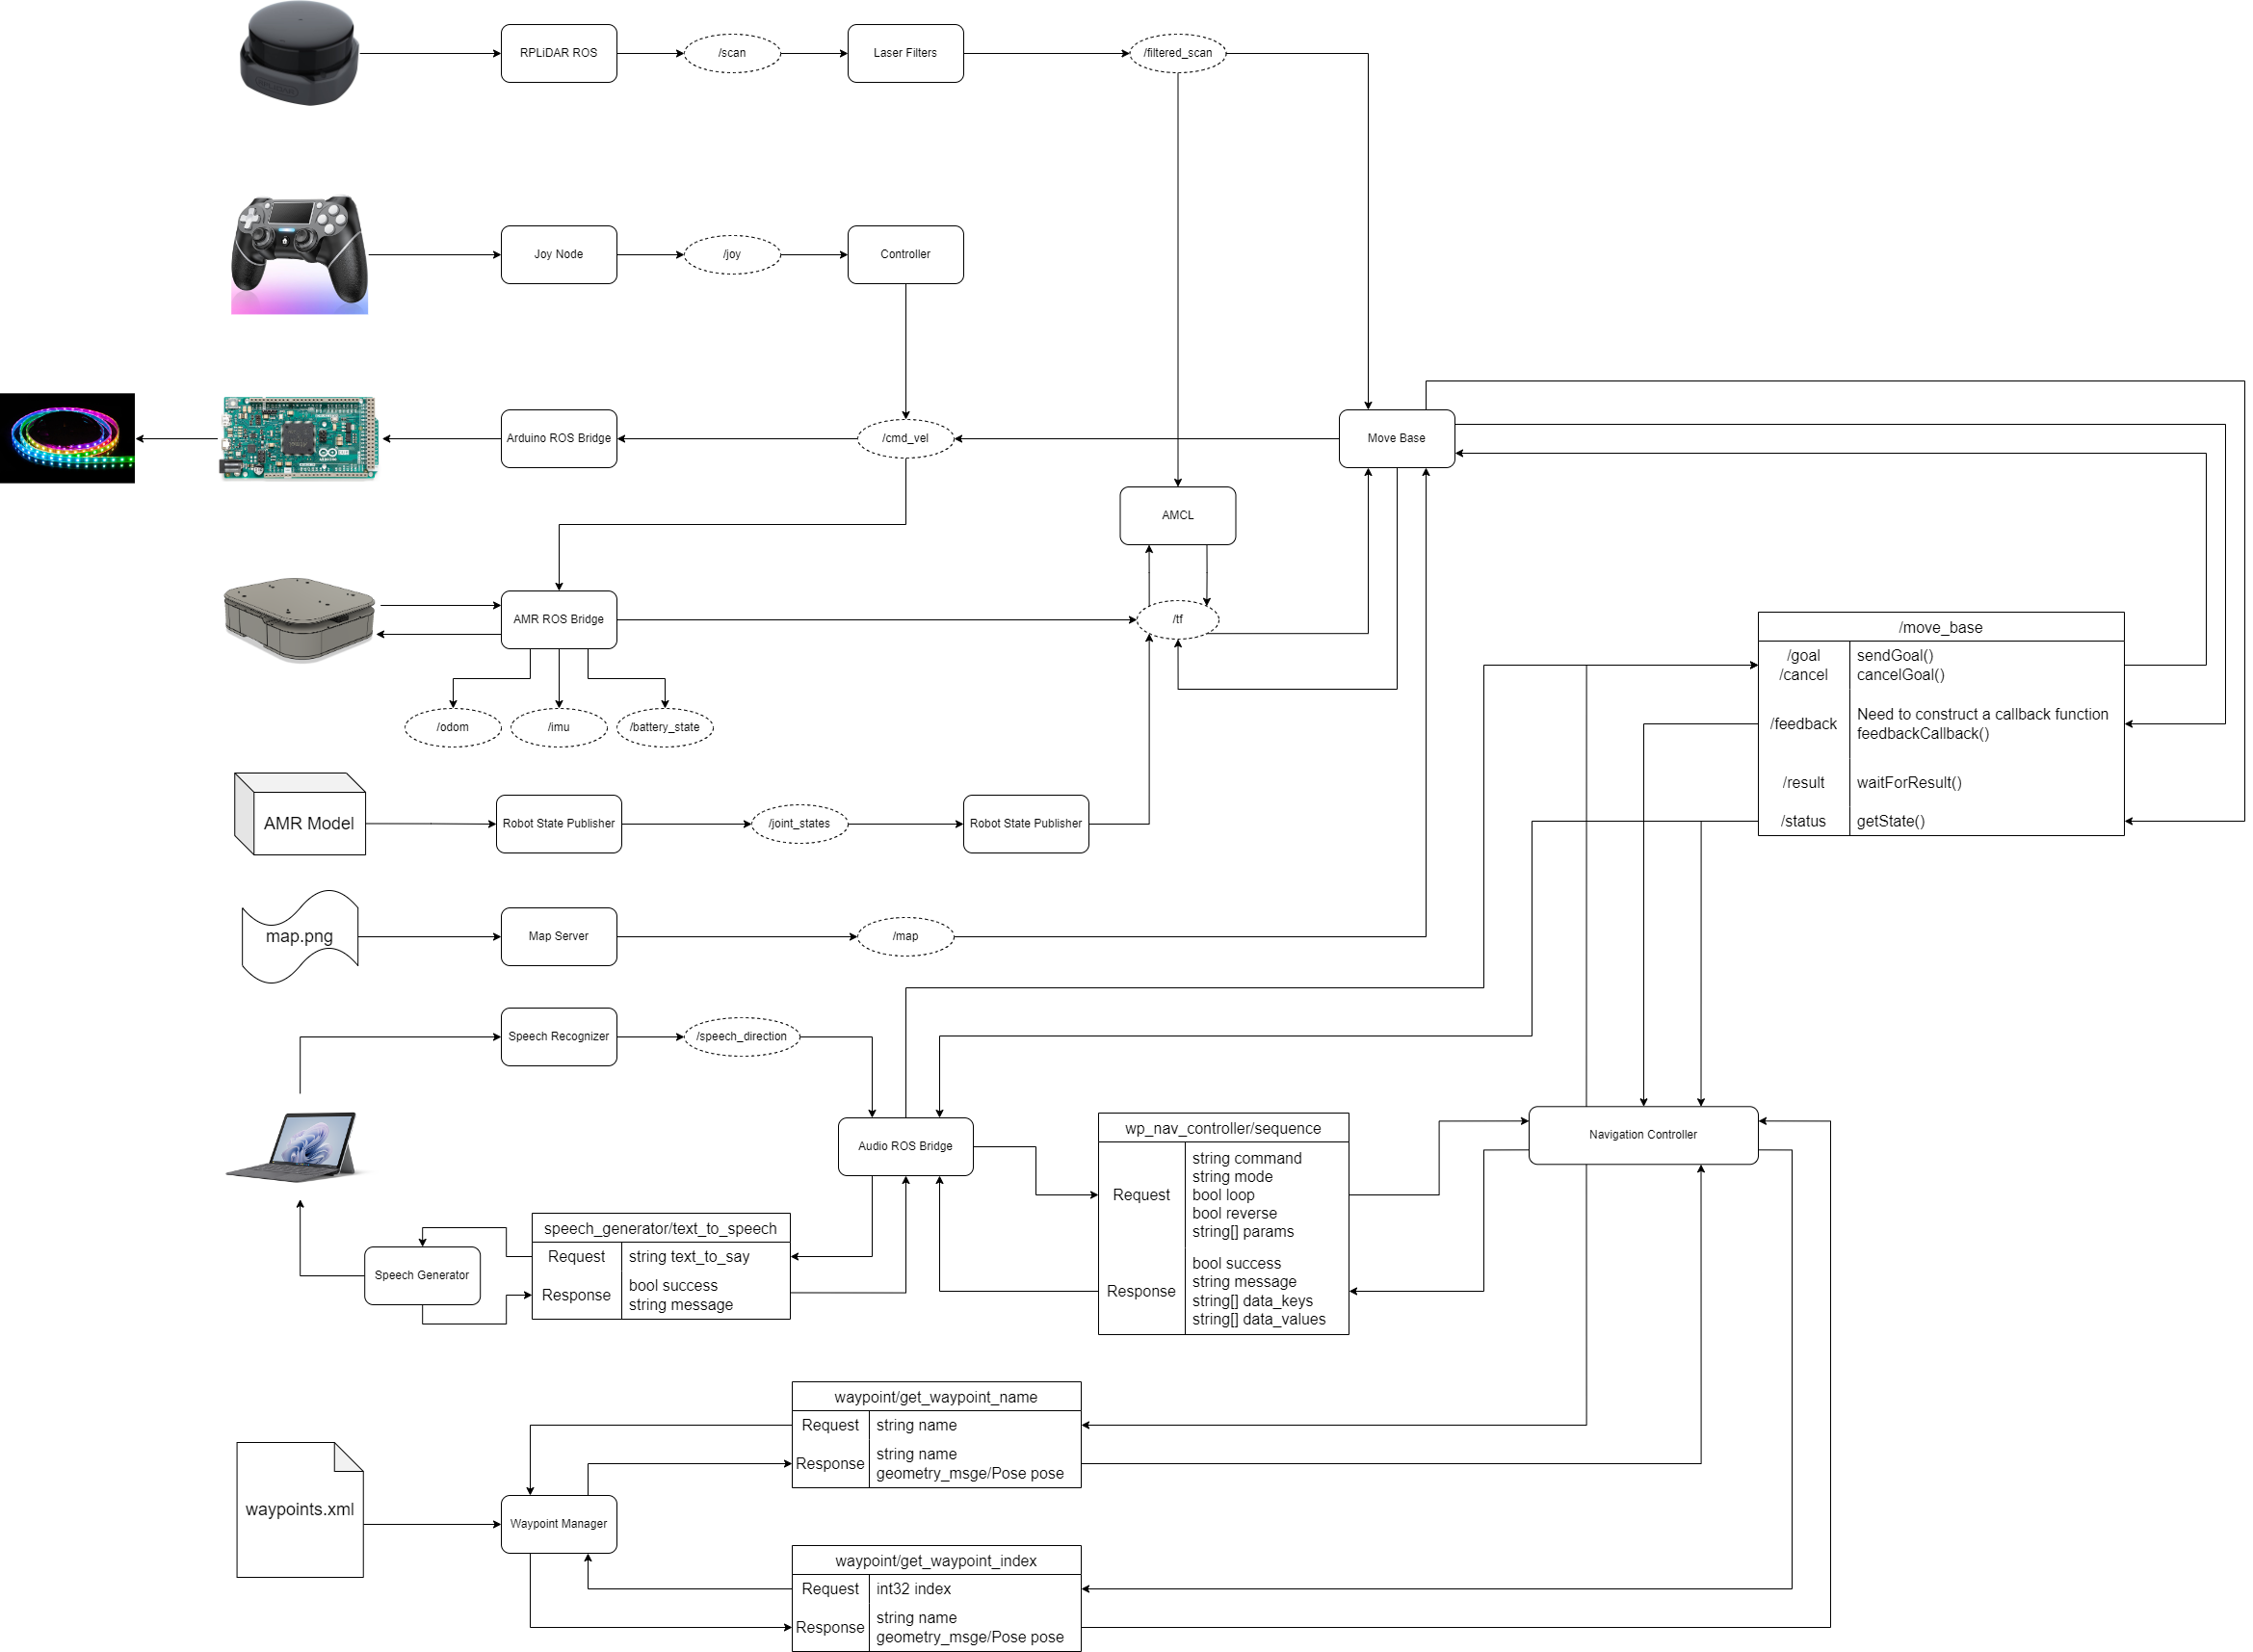 RPLiDAR ROS
/scan
Laser Filters
/filtered_scan
Joy Node
/joy
Controller
Arduino ROS Bridge
/cmd_vel
Move Base
AMCL
AMR ROS Bridge
/tf
/odom
/imu
/battery_state
/move_base
/goal
/cancel
sendGoal()
cancelGoal()
/feedback
Need to construct a callback function
feedbackCallback()
/result
waitForResult()
/status
getState()
AMR Model
Robot State Publisher
/joint_states
Robot State Publisher
map.png
Map Server
/map
Speech Recognizer
/speech_direction
Audio ROS Bridge
wp_nav_controller/sequence
Request
string command
string mode
bool loop
bool reverse
string[] params
Response
bool success
string message
string[] data_keys
string[] data_values
Navigation Controller
speech_generator/text_to_speech
Request
string text_to_say
Response
bool success
string message
Speech Generator
waypoint/get_waypoint_name
Request
string name
Response
string name
geometry_msge/Pose pose
waypoints.xml
Waypoint Manager
waypoint/get_waypoint_index
Request
int32 index
Response
string name
geometry_msge/Pose pose